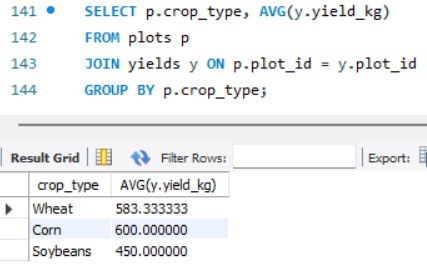 141 SELECT p.crop_type, AVG(y.yield_kg)
142 FROM plots p
143 JOIN yields y ON p.plot_id = y.plot_id
144 GROUP BY p.crop_type;
Result Grid Filter Rows: Export:
crop_type AVG(y.yield_kg)
Wheat 583.333333
Corn 600.000000
Soybeans 450.000000